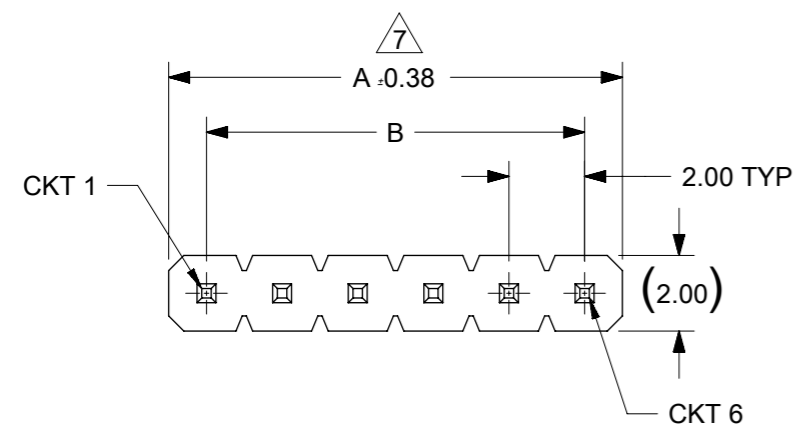 7
A ±0.38
B
CKT 1
2.00 TYP
(2.00)
CKT 6